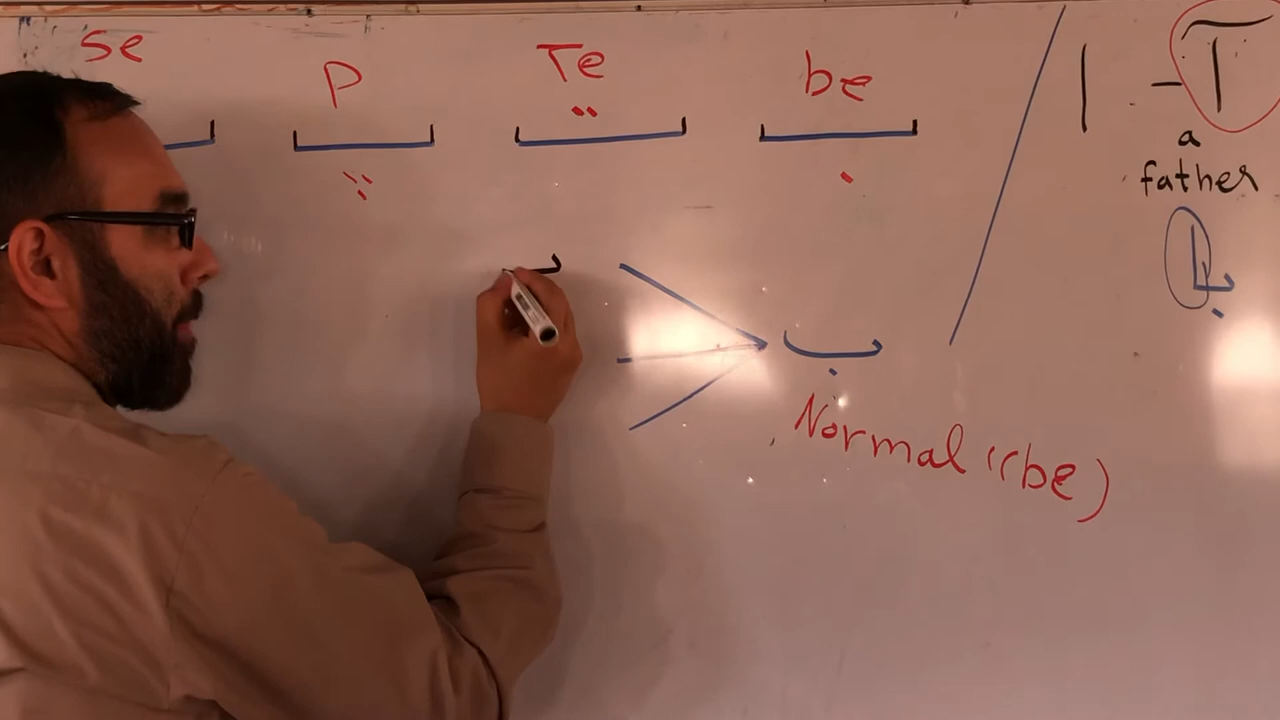 se P Te be
پ ت ب
ا - آ
a
father
با
ب
Normal "be)